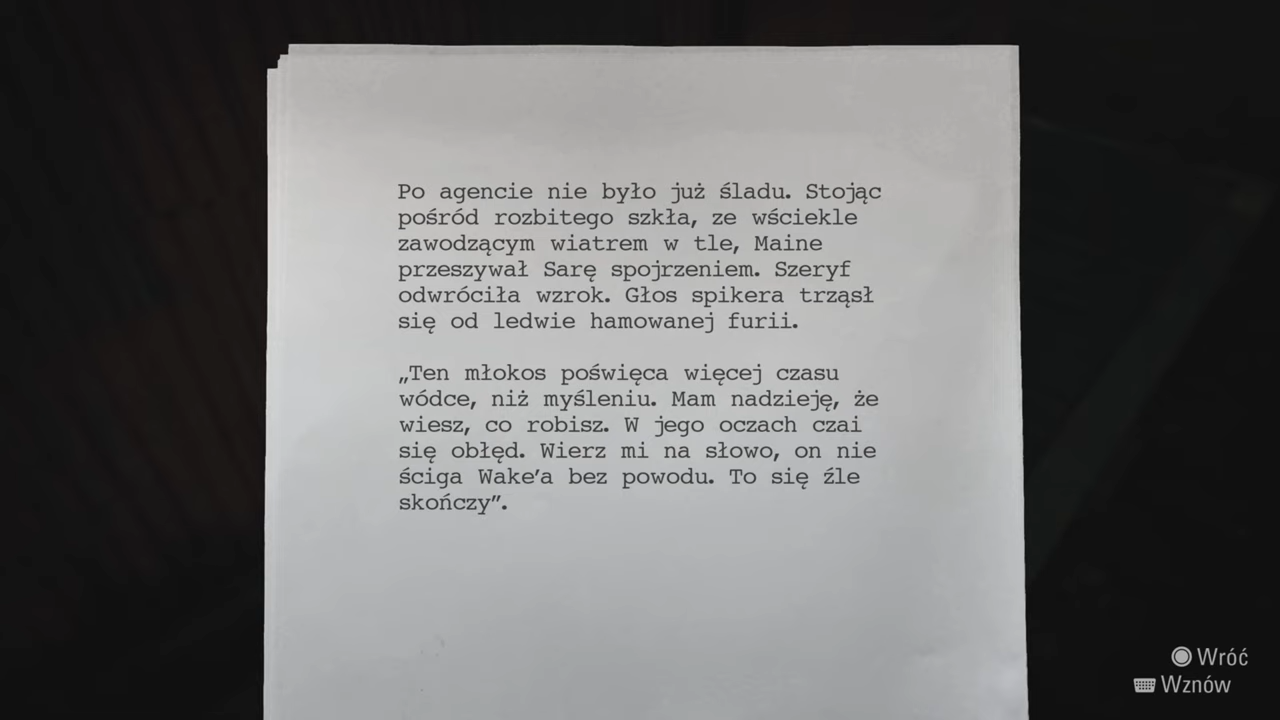 Po agencie nie było już śladu. Stojąc
pośród rozbitego szkła, ze wściekle
zawodzącym wiatrem w tle, Maine
przeszywał Sarę spojrzeniem. Szeryf
odwróciła wzrok. Głos spikera trząsł
się od ledwie hamowanej furii.
„Ten młokos poświęca więcej czasu
wódce, niż myśleniu. Mam nadzieję, że
wiesz, co robisz. W jego oczach czai
się obłęd. Wierz mi na słowo, on nie
ściga Wake’a bez powodu. To się źle
skończy”.
Wróć
Wznów